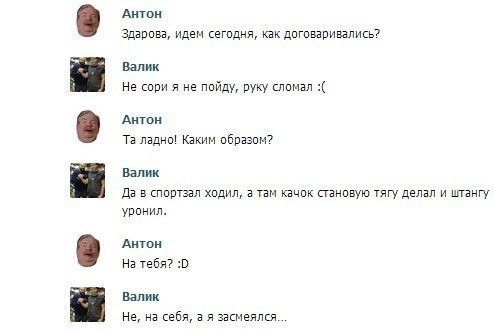 Антон
Здарова, идем сегодня, как договаривались?
Валик
Не сори я не пойду, руку сломал :(
Антон
Та ладно! Каким образом?
Валик
Да в спортзал ходил, а там качок становую тягу делал и штангу
уронил.
Антон
На тебя? :D
Валик
Не, на себя, а я засмеялся...